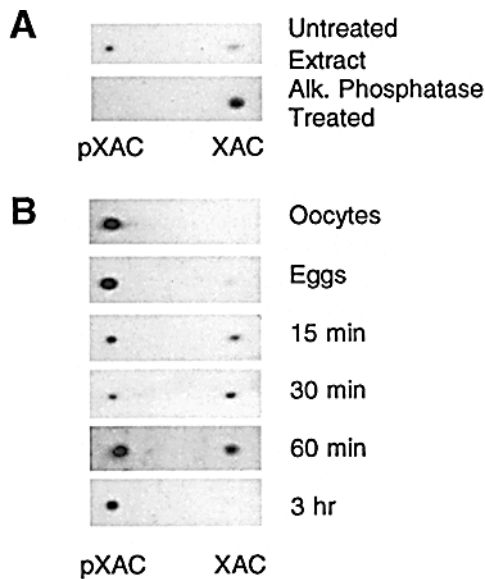 A
Untreated
Extract
Alk. Phosphatase
Treated
pXAC XAC
B
Oocytes
Eggs
15 min
30 min
60 min
3 hr
pXAC XAC